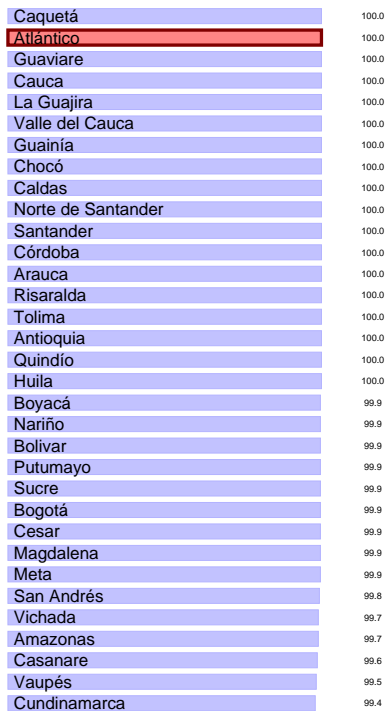 Caquetá 100.0
Atlántico 100.0
Guaviare 100.0
Cauca 100.0
La Guajira 100.0
Valle del Cauca 100.0
Guainía 100.0
Chocó 100.0
Caldas 100.0
Norte de Santander 100.0
Santander 100.0
Córdoba 100.0
Arauca 100.0
Risaralda 100.0
Tolima 100.0
Antioquia 100.0
Quindío 100.0
Huila 100.0
Boyacá 99.9
Nariño 99.9
Bolivar 99.9
Putumayo 99.9
Sucre 99.9
Bogotá 99.9
Cesar 99.9
Magdalena 99.9
Meta 99.9
San Andrés 99.8
Vichada 99.7
Amazonas 99.7
Casanare 99.6
Vaupés 99.5
Cundinamarca 99.4